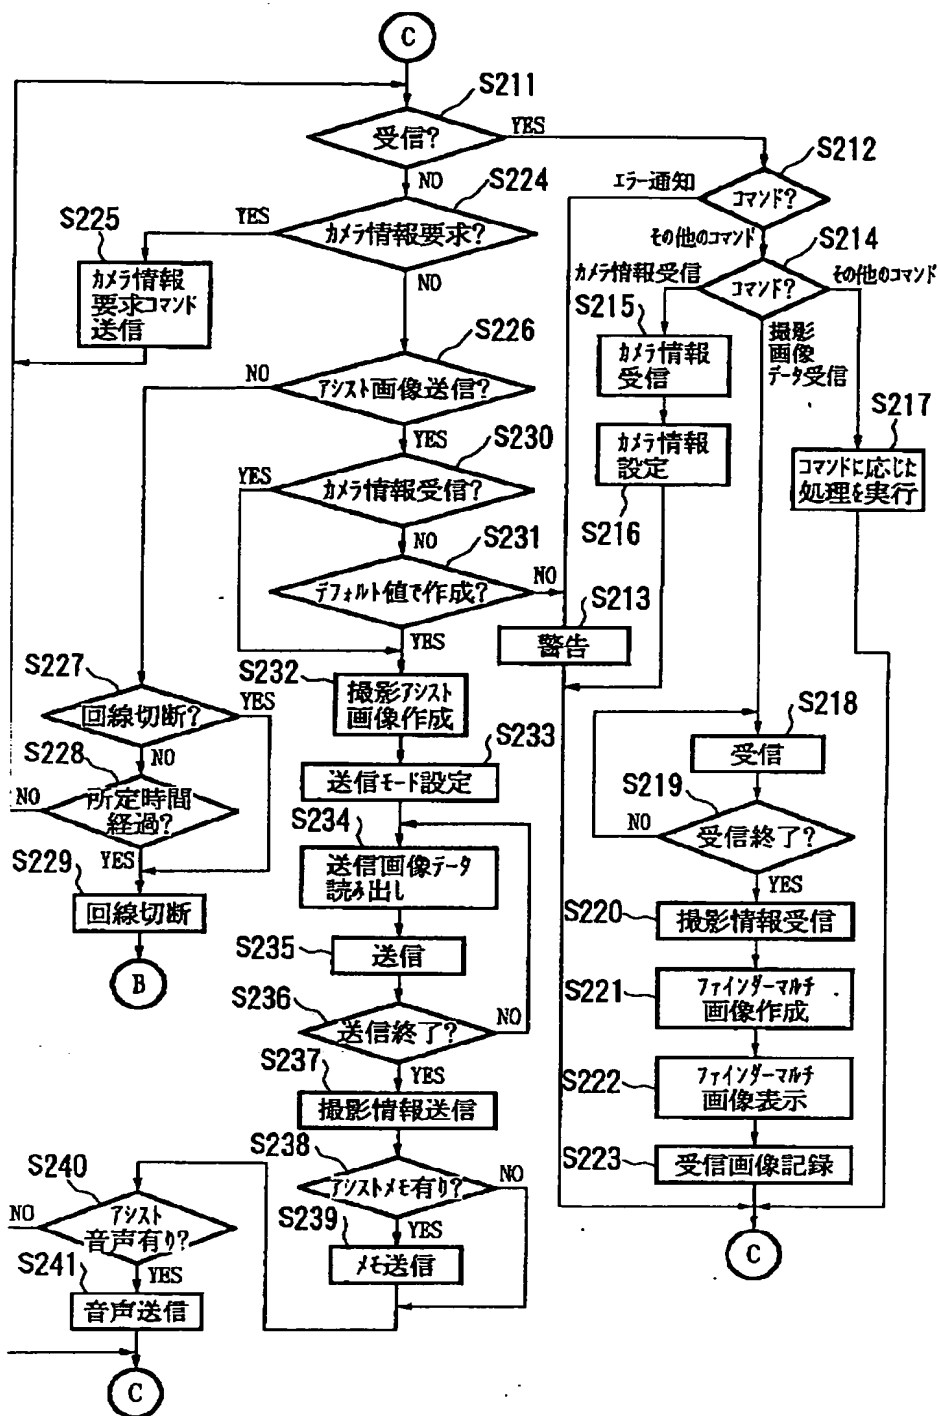 C
S211
受信?
YES
NO
S212
エラー通知
コマンド?
その他のコマンド
S214
カメラ情報受信
コマンド?
その他のコマンド
S215
カメラ情報
受信
撮影
画像
データ受信
カメラ情報
設定
S216
S217
コマンドに応じた
処理を実行
S224
カメラ情報要求?
YES
NO
S225
カメラ情報
要求コマンド
送信
S226
アシスト画像送信?
NO
YES
S230
カメラ情報受信?
YES
NO
S231
デフォルト値で作成?
NO
YES
S213
警告
S227
回線切断?
YES
NO
S228
所定時間
経過?
NO
YES
S229
回線切断
B
S232
撮影アシスト
画像作成
S233
送信モード設定
S234
送信画像データ
読み出し
S235
送信
S236
送信終了?
NO
YES
S237
撮影情報送信
S238
アシストメモ有り?
NO
YES
S239
メモ送信
S240
アシスト
音声有り?
NO
YES
S241
音声送信
C
S218
受信
S219
受信終了?
NO
YES
S220
撮影情報受信
S221
ファインダーマルチ
画像作成
S222
ファインダーマルチ
画像表示
S223
受信画像記録
C